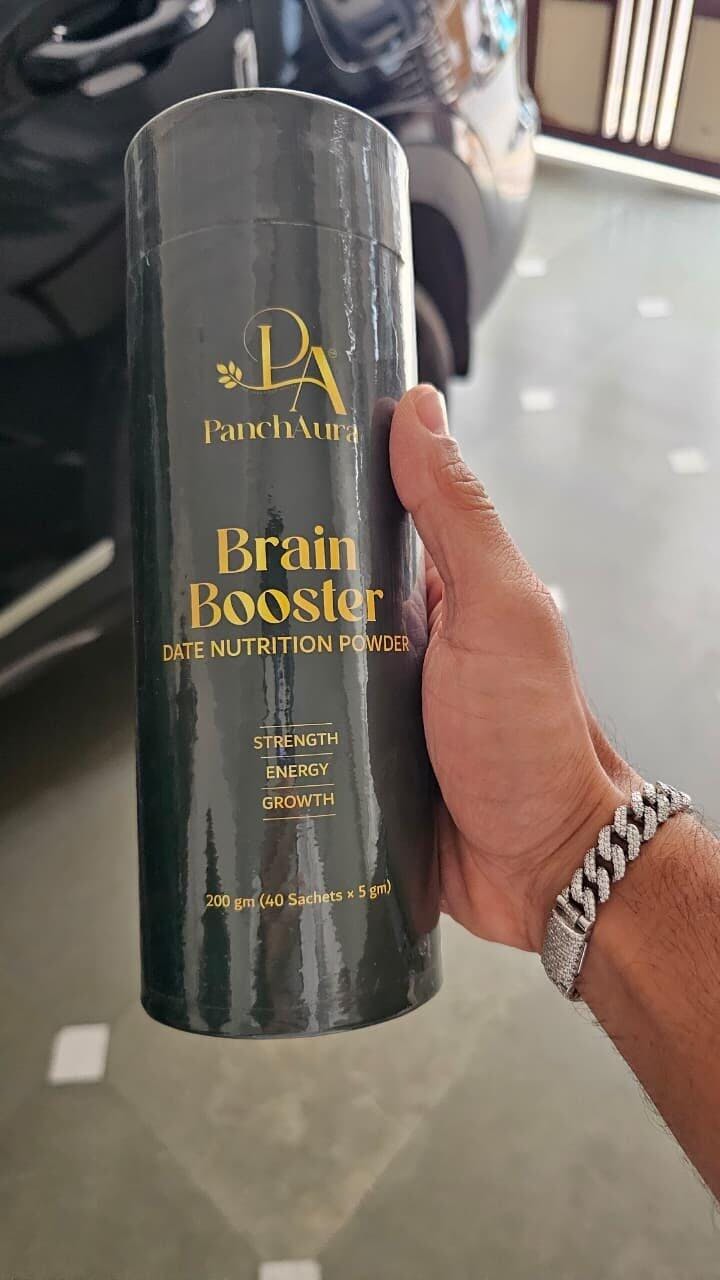 PA
PanchAura
Brain
Booster
DATE NUTRITION POWDER
STRENGTH
ENERGY
GROWTH
200 gm (40 Sachets × 5 gm)